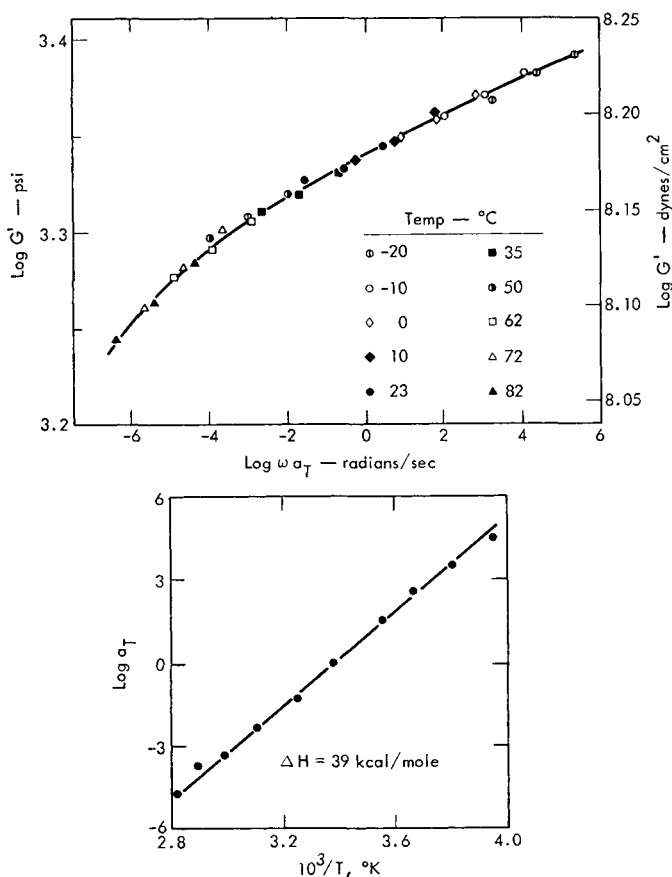 3.4
3.3
3.2
Log G' — psi
8.25
8.20
8.15
8.10
8.05
Log G' — dynes/cm²
Temp — °C
-20
-10
0
10
23
35
50
62
72
82
-6 -4 -2 0 2 4 6
Log ω a_T — radians/sec
6
3
0
-3
-6
Log a_T
ΔH = 39 kcal/mole
2.8 3.2 3.6 4.0
10³/T, °K